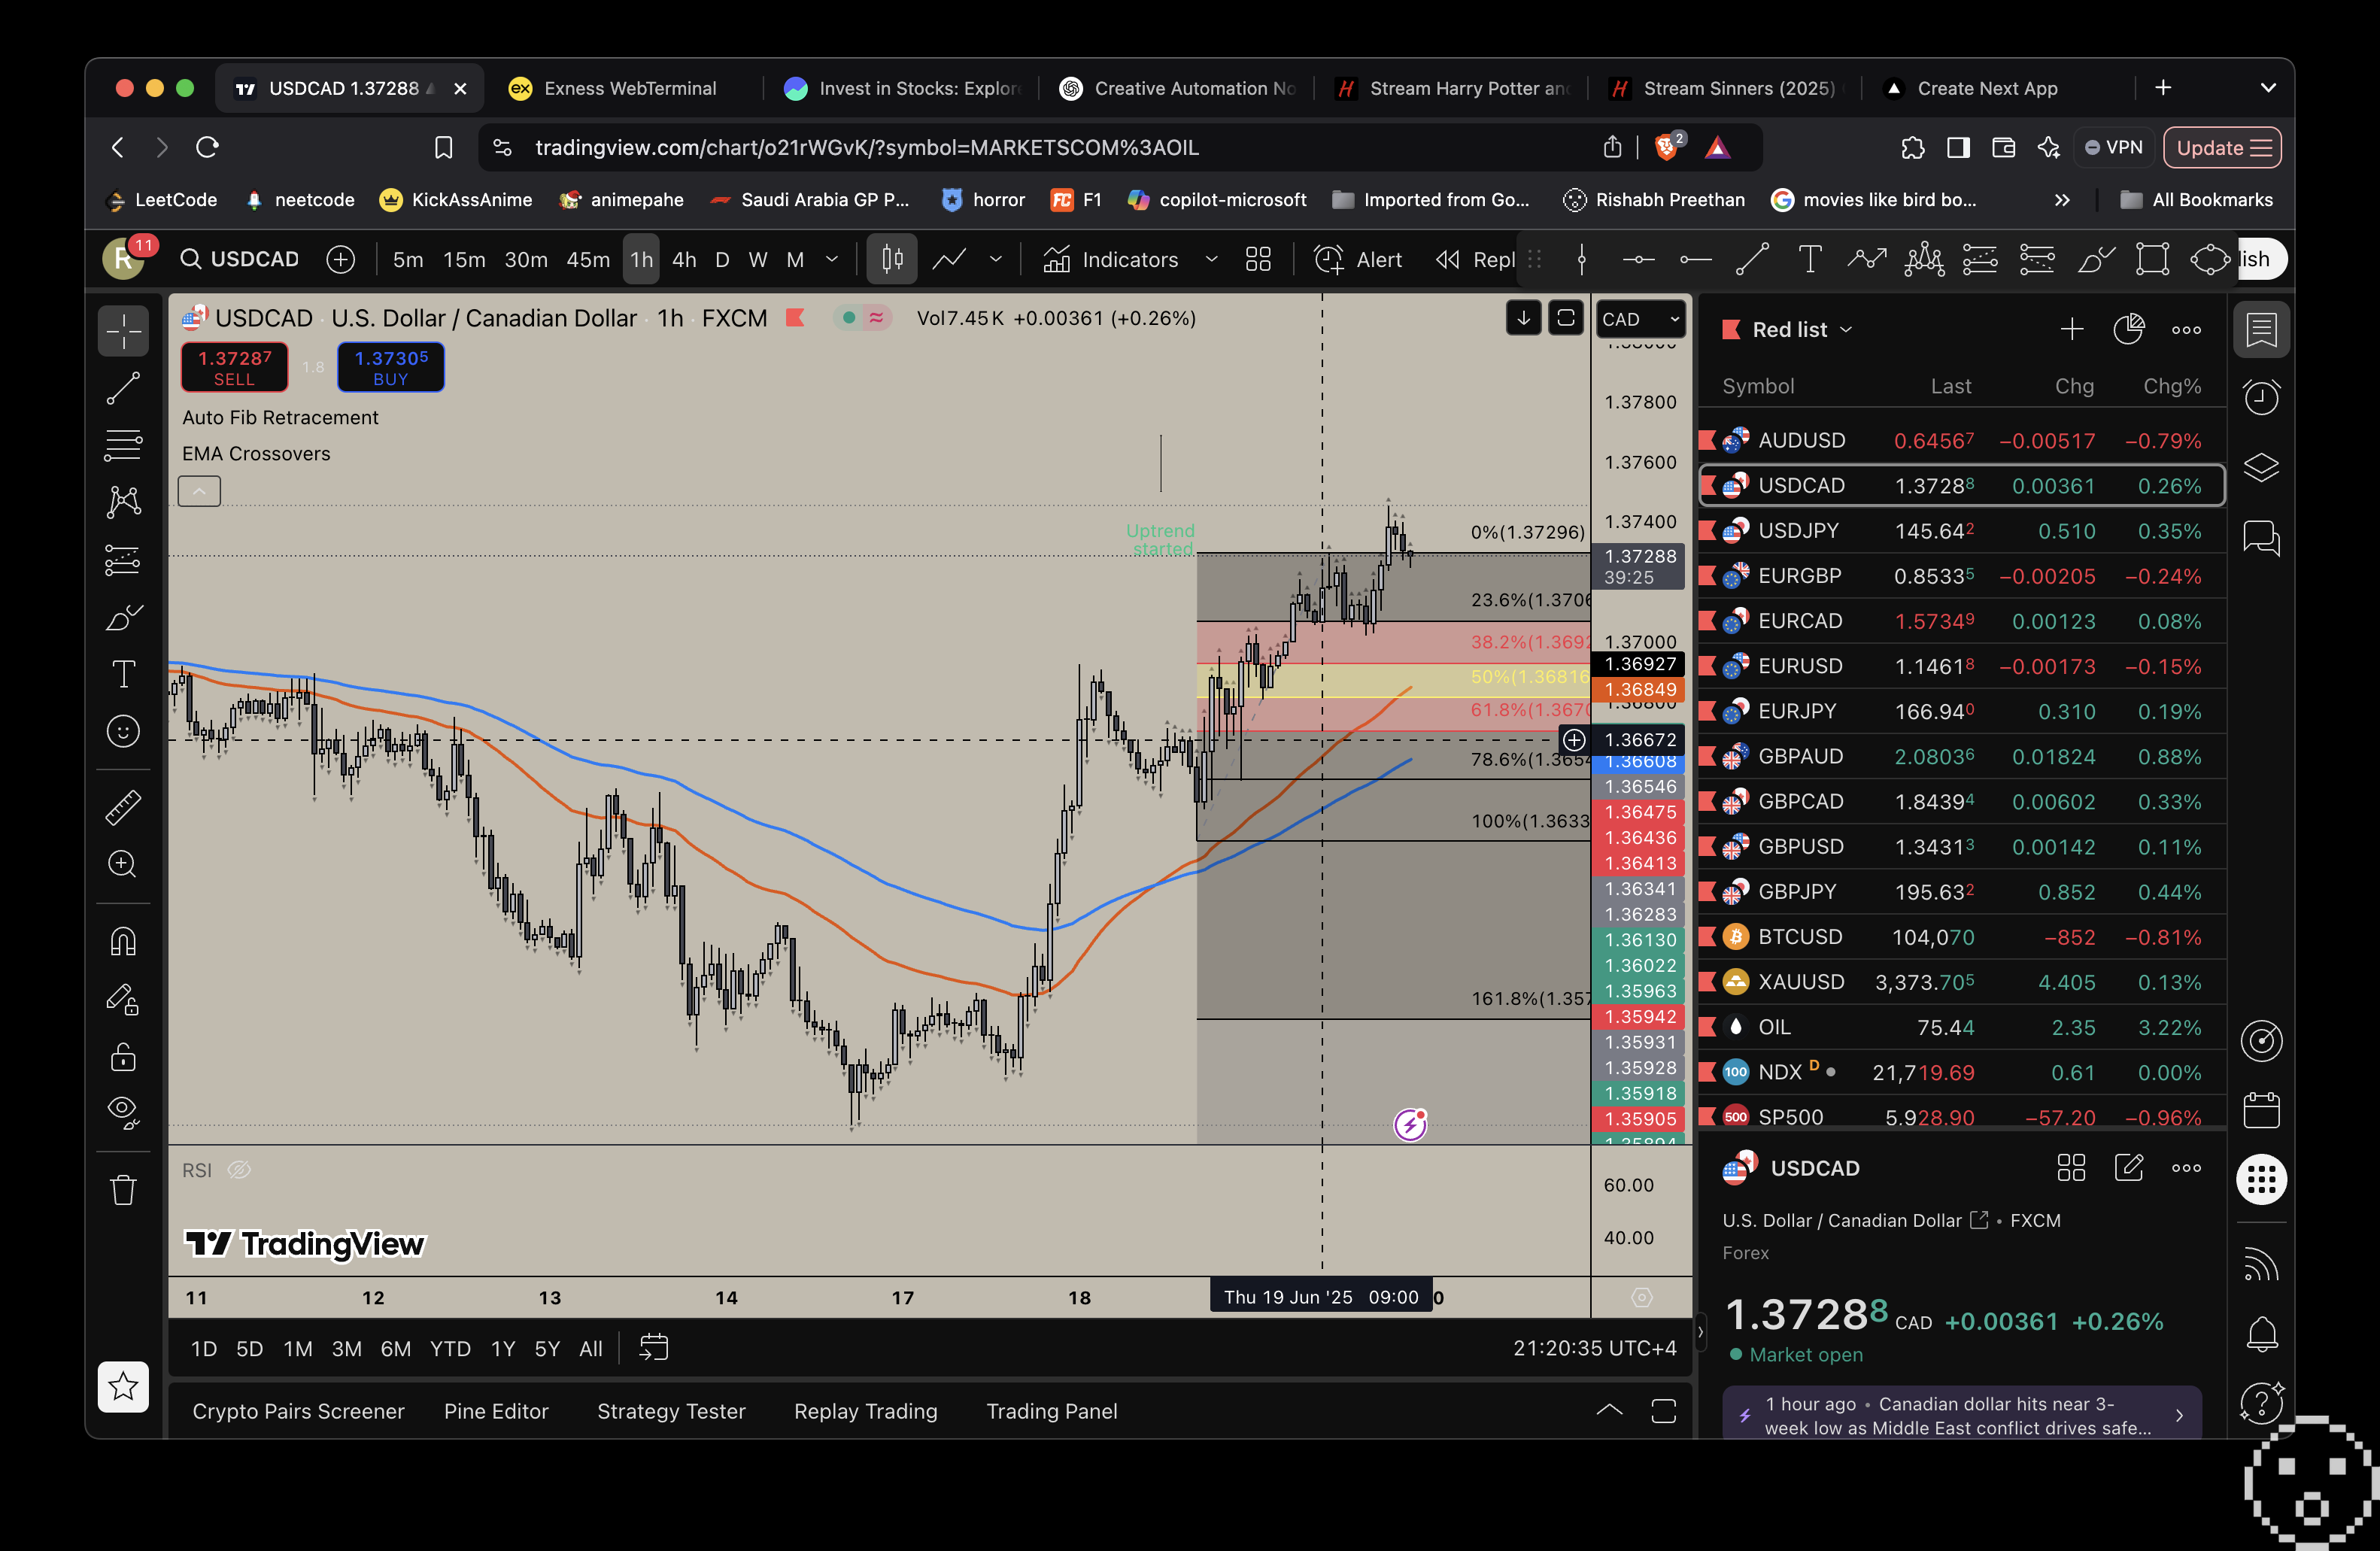 USDCAD 1.37288
Exness WebTerminal
Invest in Stocks: Explor
Creative Automation No
Stream Harry Potter an
Stream Sinners (2025)
Create Next App
tradingview.com/chart/o21rWGvK/?symbol=MARKETSCOM%3AOIL
2
VPN
Update
LeetCode
neetcode
KickAssAnime
animepahe
Saudi Arabia GP P...
horror
F1
copilot-microsoft
Imported from Go...
Rishabh Preethan
movies like bird bo...
All Bookmarks
R
11
USDCAD
5m 15m 30m 45m 1h 4h D W M
Indicators
Alert
Repl
lish
USDCAD · U.S. Dollar / Canadian Dollar · 1h · FXCM
Vol 7.45 K +0.00361 (+0.26%)
CAD
1.37287
SELL
1.8
1.37305
BUY
Auto Fib Retracement
EMA Crossovers
Uptrend
started
0%(1.37296)
23.6%(1.3706
38.2%(1.3692
50%(1.36816
61.8%(1.3670
78.6%(1.3654
100%(1.3633
161.8%(1.357
1.37800
1.37600
1.37400
1.37288
39:25
1.37000
1.36927
1.36849
1.36800
1.36672
1.36608
1.36546
1.36475
1.36436
1.36413
1.36341
1.36283
1.36130
1.36022
1.35963
1.35942
1.35931
1.35928
1.35918
1.35905
RSI
60.00
40.00
TradingView
11 12 13 14 17 18 Thu 19 Jun '25 09:00 0
1D 5D 1M 3M 6M YTD 1Y 5Y All
21:20:35 UTC+4
Crypto Pairs Screener
Pine Editor
Strategy Tester
Replay Trading
Trading Panel
Red list
Symbol Last Chg Chg%
AUDUSD 0.64567 −0.00517 −0.79%
USDCAD 1.37288 0.00361 0.26%
USDJPY 145.642 0.510 0.35%
EURGBP 0.85335 −0.00205 −0.24%
EURCAD 1.57349 0.00123 0.08%
EURUSD 1.14618 −0.00173 −0.15%
EURJPY 166.940 0.310 0.19%
GBPAUD 2.08036 0.01824 0.88%
GBPCAD 1.84394 0.00602 0.33%
GBPUSD 1.34313 0.00142 0.11%
GBPJPY 195.632 0.852 0.44%
BTCUSD 104,070 −852 −0.81%
XAUUSD 3,373.705 4.405 0.13%
OIL 75.44 2.35 3.22%
100 NDX D 21,719.69 0.61 0.00%
500 SP500 5,928.90 −57.20 −0.96%
USDCAD
U.S. Dollar / Canadian Dollar • FXCM
Forex
1.37288 CAD +0.00361 +0.26%
Market open
1 hour ago • Canadian dollar hits near 3-
week low as Middle East conflict drives safe...